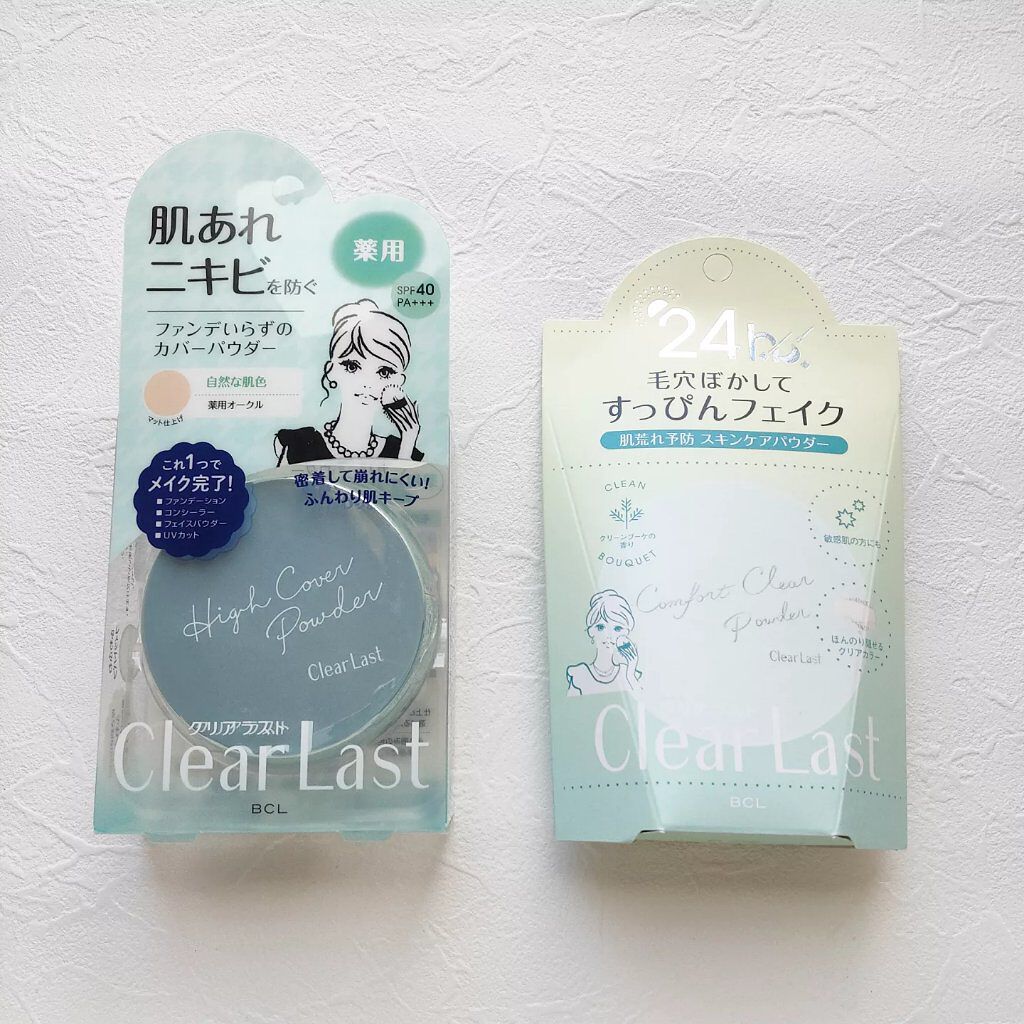 肌あれ
ニキビを防ぐ
薬用
SPF40
PA+++
ファンデいらずの
カバーパウダー
自然な肌色
薬用オークル
マット仕上げ
これ1つで
メイク完了!
■ファンデーション
■コンシーラー
■フェイスパウダー
■UVカット
密着して崩れにくい!
ふんわり肌キープ
High Cover
Powder
Clear Last
クリアラスト
Clear Last
BCL
24h.o.
毛穴ぼかして
すっぴんフェイク
肌荒れ予防 スキンケアパウダー
CLEAN
クリーンブーケの
香り
BOUQUET
敏感肌の方にも
Comfort Clear
Powder
Clear Last
ほんのり隠せる
クリアカラー
Clear Last
BCL